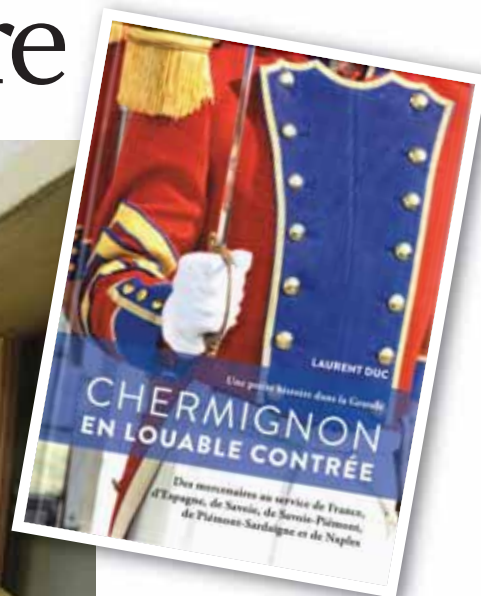 re
LAURENT DUC
Une petite histoire dans la Grande
CHERMIGNON
EN LOUABLE CONTRÉE
Des mercenaires au service de France,
d'Espagne, de Savoie, de Savoie-Piémont,
de Piémont-Sardaigne et de Naples